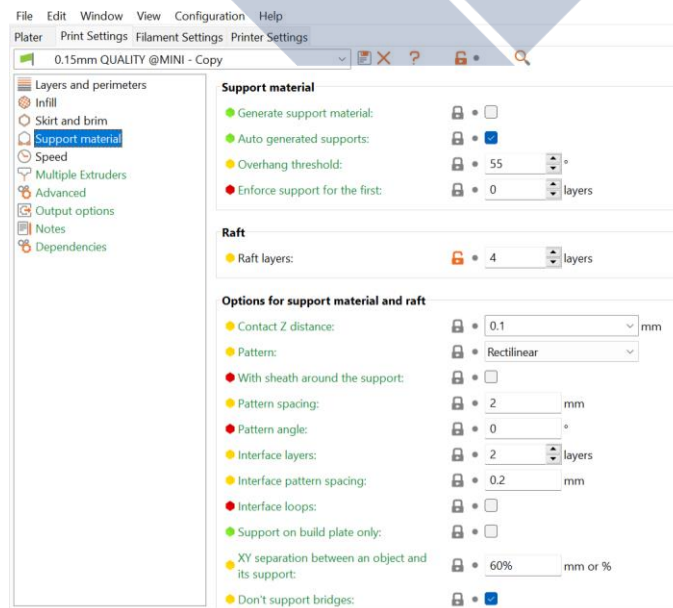 File Edit Window View Configuration Help
Plater Print Settings Filament Settings Printer Settings
0.15mm QUALITY @MINI - Copy
Layers and perimeters
Infill
Skirt and brim
Support material
Speed
Multiple Extruders
Advanced
Output options
Notes
Dependencies
Support material
Generate support material:
Auto generated supports:
Overhang threshold: 55 °
Enforce support for the first: 0 layers
Raft
Raft layers: 4 layers
Options for support material and raft
Contact Z distance: 0.1 mm
Pattern: Rectilinear
With sheath around the support:
Pattern spacing: 2 mm
Pattern angle: 0 °
Interface layers: 2 layers
Interface pattern spacing: 0.2 mm
Interface loops:
Support on build plate only:
XY separation between an object and
its support: 60% mm or %
Don't support bridges: